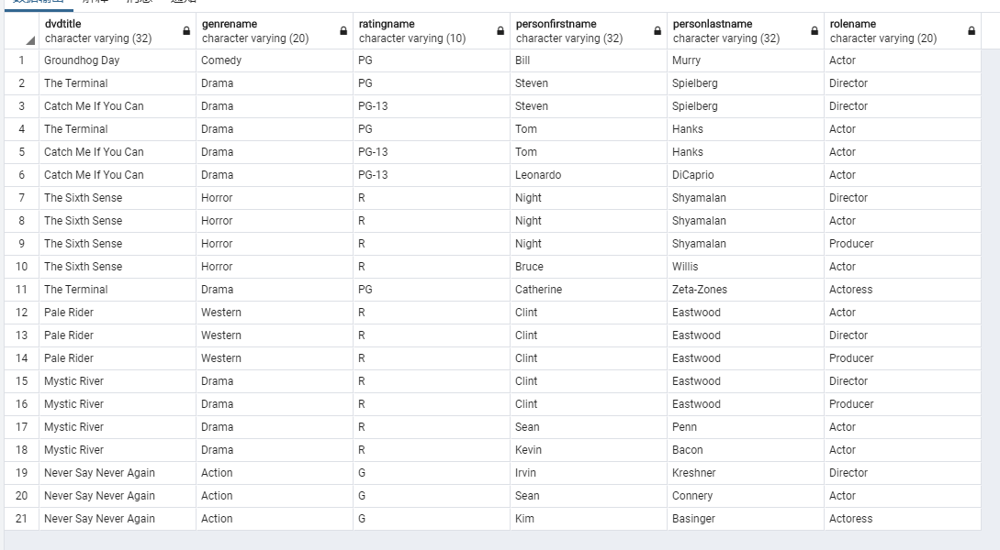 dvdtitle genrename ratingname personfirstname personlastname rolename
character varying (32) character varying (20) character varying (10) character varying (32) character varying (32) character varying (20)
1 Groundhog Day Comedy PG Bill Murry Actor
2 The Terminal Drama PG Steven Spielberg Director
3 Catch Me If You Can Drama PG-13 Steven Spielberg Director
4 The Terminal Drama PG Tom Hanks Actor
5 Catch Me If You Can Drama PG-13 Tom Hanks Actor
6 Catch Me If You Can Drama PG-13 Leonardo DiCaprio Actor
7 The Sixth Sense Horror R Night Shyamalan Director
8 The Sixth Sense Horror R Night Shyamalan Actor
9 The Sixth Sense Horror R Night Shyamalan Producer
10 The Sixth Sense Horror R Bruce Willis Actor
11 The Terminal Drama PG Catherine Zeta-Zones Actoress
12 Pale Rider Western R Clint Eastwood Actor
13 Pale Rider Western R Clint Eastwood Director
14 Pale Rider Western R Clint Eastwood Producer
15 Mystic River Drama R Clint Eastwood Director
16 Mystic River Drama R Clint Eastwood Producer
17 Mystic River Drama R Sean Penn Actor
18 Mystic River Drama R Kevin Bacon Actor
19 Never Say Never Again Action G Irvin Kreshner Director
20 Never Say Never Again Action G Sean Connery Actor
21 Never Say Never Again Action G Kim Basinger Actoress